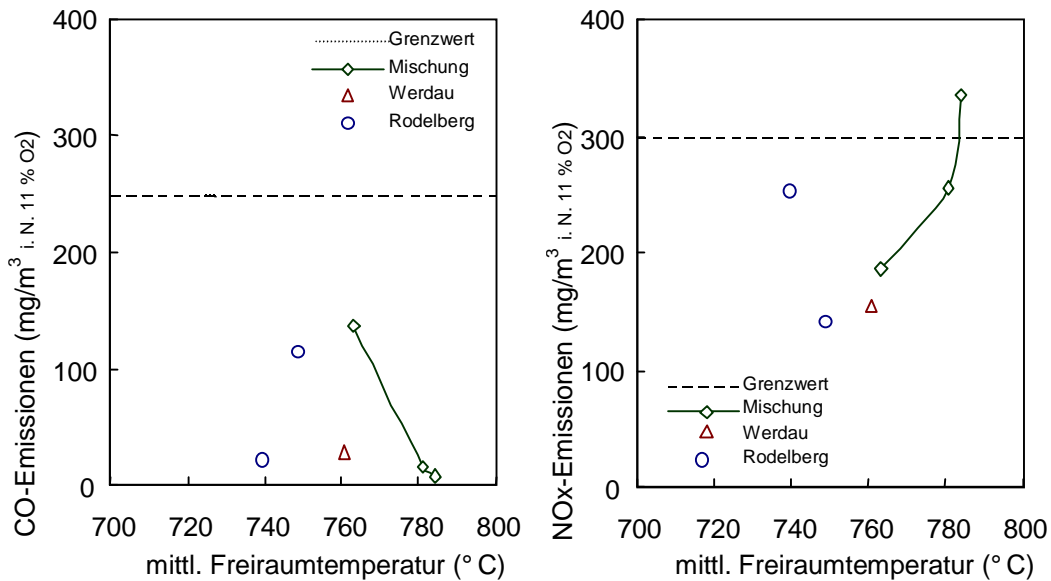 400
300
200
100
0
CO-Emissionen (mg/m³ i. N. 11 % O2)
Grenzwert
Mischung
Werdau
Rodelberg
700 720 740 760 780 800
mittl. Freiraumtemperatur (° C)
400
300
200
100
0
NOx-Emissionen (mg/m³ i. N. 11 % O2)
Grenzwert
Mischung
Werdau
Rodelberg
700 720 740 760 780 800
mittl. Freiraumtemperatur (° C)